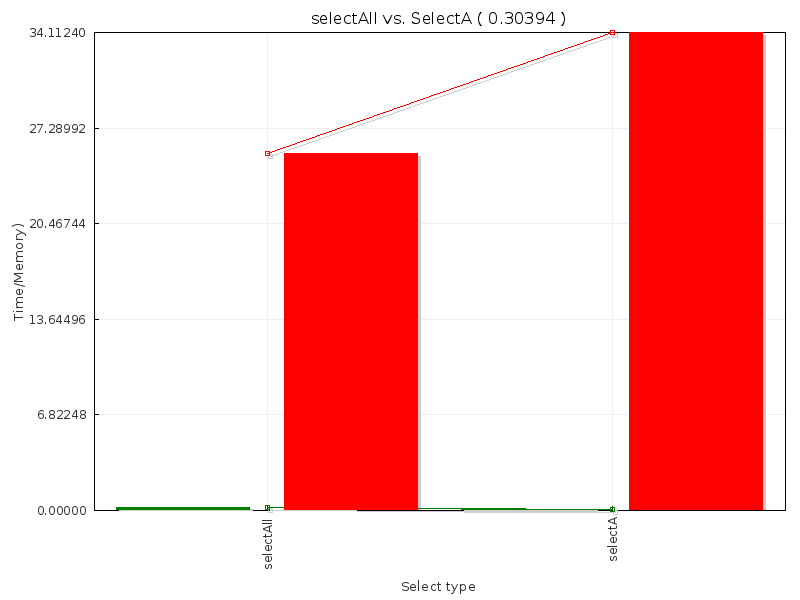 selectAll vs. SelectA ( 0.30394 )
34.11240
27.28992
20.46744
13.64496
6.82248
0.00000
Time/Memory)
selectAll
selectA
Select type